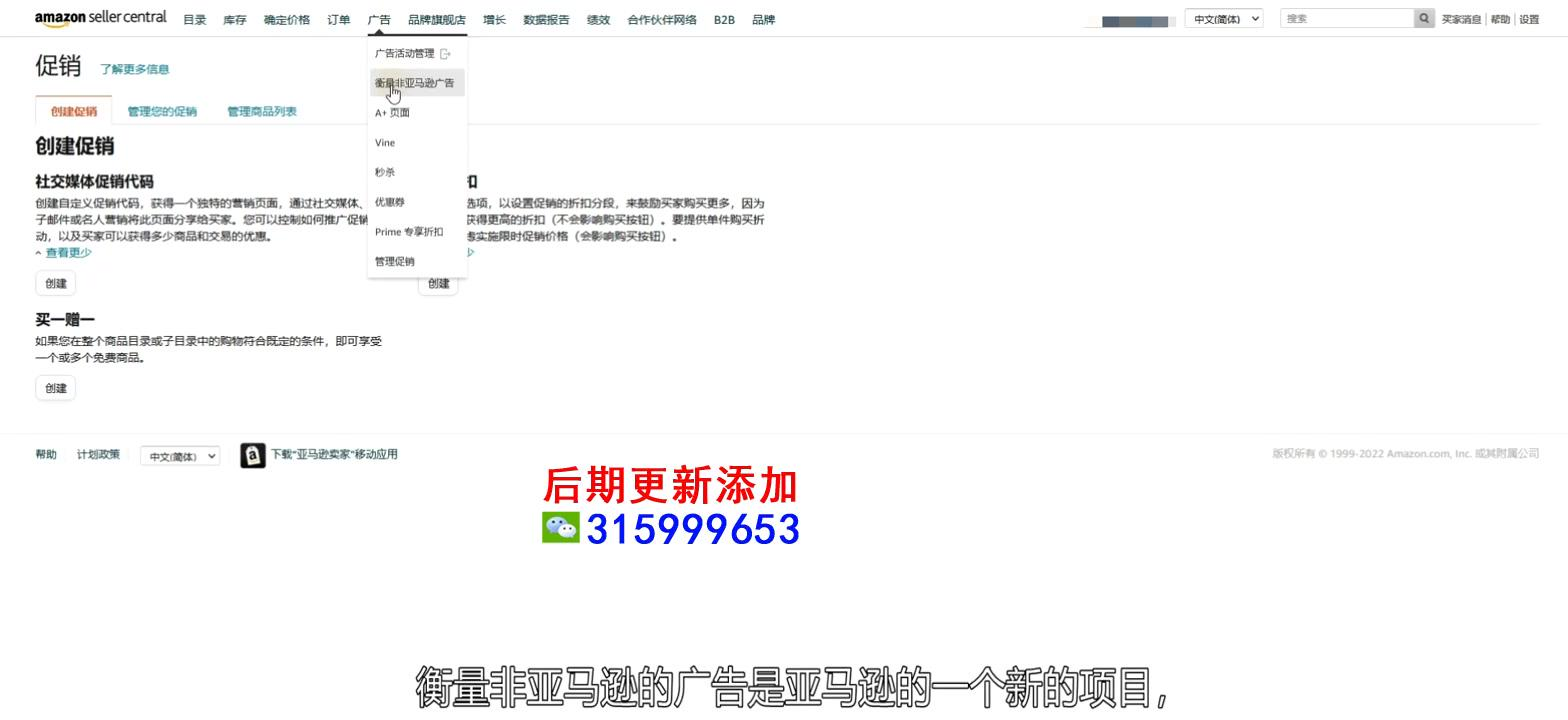 amazon seller central 目录 库存 确定价格 订单 广告 品牌旗舰店 增长 数据报告 绩效 合作伙伴网络 B2B 品牌 中文(简体) 搜索 买家消息 | 帮助 | 设置
促销 了解更多信息
创建促销 管理您的促销 管理商品列表
广告活动管理
衡量非亚马逊广告
A+ 页面
Vine
秒杀
优惠券
Prime 专享折扣
管理促销
创建促销
社交媒体促销代码
创建自定义促销代码，获得一个独特的营销页面，通过社交媒体、
子邮件或名人营销将此页面分享给买家。您可以控制如何推广促销
动，以及买家可以获得多少商品和交易的优惠。
查看更少
创建
扣
选项，以设置促销的折扣分段，来鼓励买家购买更多，因为
获得更高的折扣（不会影响购买按钮）。要提供单件购买折
虑实施限时促销价格（会影响购买按钮）。
创建
买一赠一
如果您在整个商品目录或子目录中的购物符合既定的条件，即可享受
一个或多个免费商品。
创建
帮助 计划政策 中文(简体) 下载“亚马逊卖家”移动应用 版权所有 © 1999-2022 Amazon.com, Inc. 或其附属公司
后期更新添加
315999653
衡量非亚马逊的广告是亚马逊的一个新的项目，